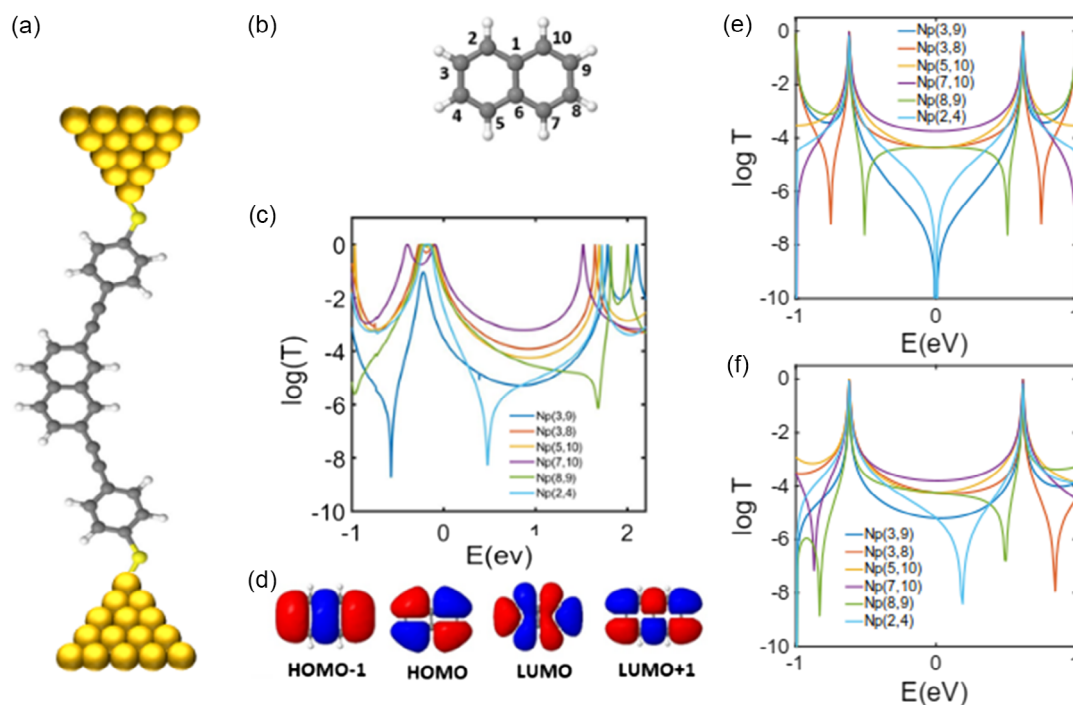 (a)
(b)
2
1
10
3
9
4
5
6
7
8
(c)
log(T)
0
-2
-4
-6
-8
-10
-1
0
1
2
E(ev)
Np(3,9)
Np(3,8)
Np(5,10)
Np(7,10)
Np(8,9)
Np(2,4)
(d)
HOMO-1
HOMO
LUMO
LUMO+1
(e)
log T
0
-2
-4
-6
-8
-10
-1
0
1
E(eV)
Np(3,9)
Np(3,8)
Np(5,10)
Np(7,10)
Np(8,9)
Np(2,4)
(f)
log T
0
-2
-4
-6
-8
-10
-1
0
1
E(eV)
Np(3,9)
Np(3,8)
Np(5,10)
Np(7,10)
Np(8,9)
Np(2,4)